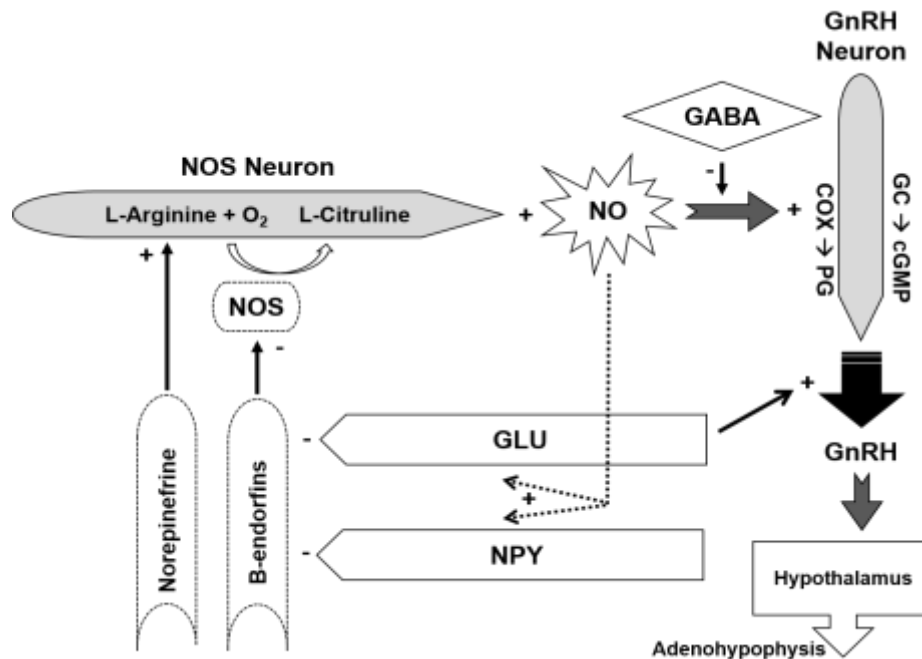 GnRH
Neuron
GABA
NOS Neuron
-
L-Arginine + O₂ L-Citruline
+
NO
+
COX → PG
GC → cGMP
+
NOS
-
+
Norepinefrine
B-endorfins
-
GLU
GnRH
+
-
NPY
Hypothalamus
Adenohypophysis